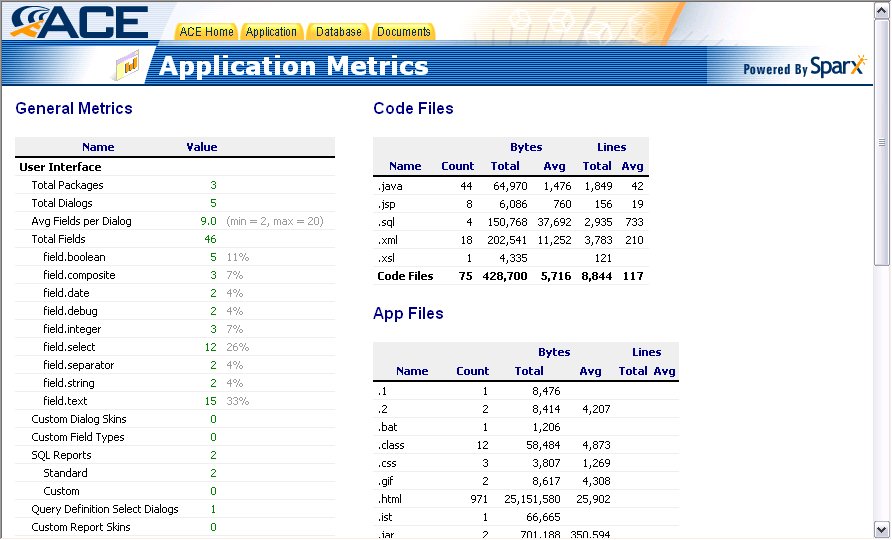 ACE
ACE Home Application Database Documents
Application Metrics
Powered By Sparx
General Metrics
Name Value
User Interface
Total Packages 3
Total Dialogs 5
Avg Fields per Dialog 9.0 (min = 2, max = 20)
Total Fields 46
field.boolean 5 11%
field.composite 3 7%
field.date 2 4%
field.debug 2 4%
field.integer 3 7%
field.select 12 26%
field.separator 2 4%
field.string 2 4%
field.text 15 33%
Custom Dialog Skins 0
Custom Field Types 0
SQL Reports 2
Standard 2
Custom 0
Query Definition Select Dialogs 1
Custom Report Skins 0
Code Files
Bytes Lines
Name Count Total Avg Total Avg
.java 44 64,970 1,476 1,849 42
.jsp 8 6,086 760 156 19
.sql 4 150,768 37,692 2,935 733
.xml 18 202,541 11,252 3,783 210
.xsl 1 4,335 121
Code Files 75 428,700 5,716 8,844 117
App Files
Bytes Lines
Name Count Total Avg Total Avg
.1 1 8,476
.2 2 8,414 4,207
.bat 1 1,206
.class 12 58,484 4,873
.css 3 3,807 1,269
.gif 2 8,617 4,308
.html 971 25,151,580 25,902
.ist 1 66,665
.jar 2 701,188 350,594